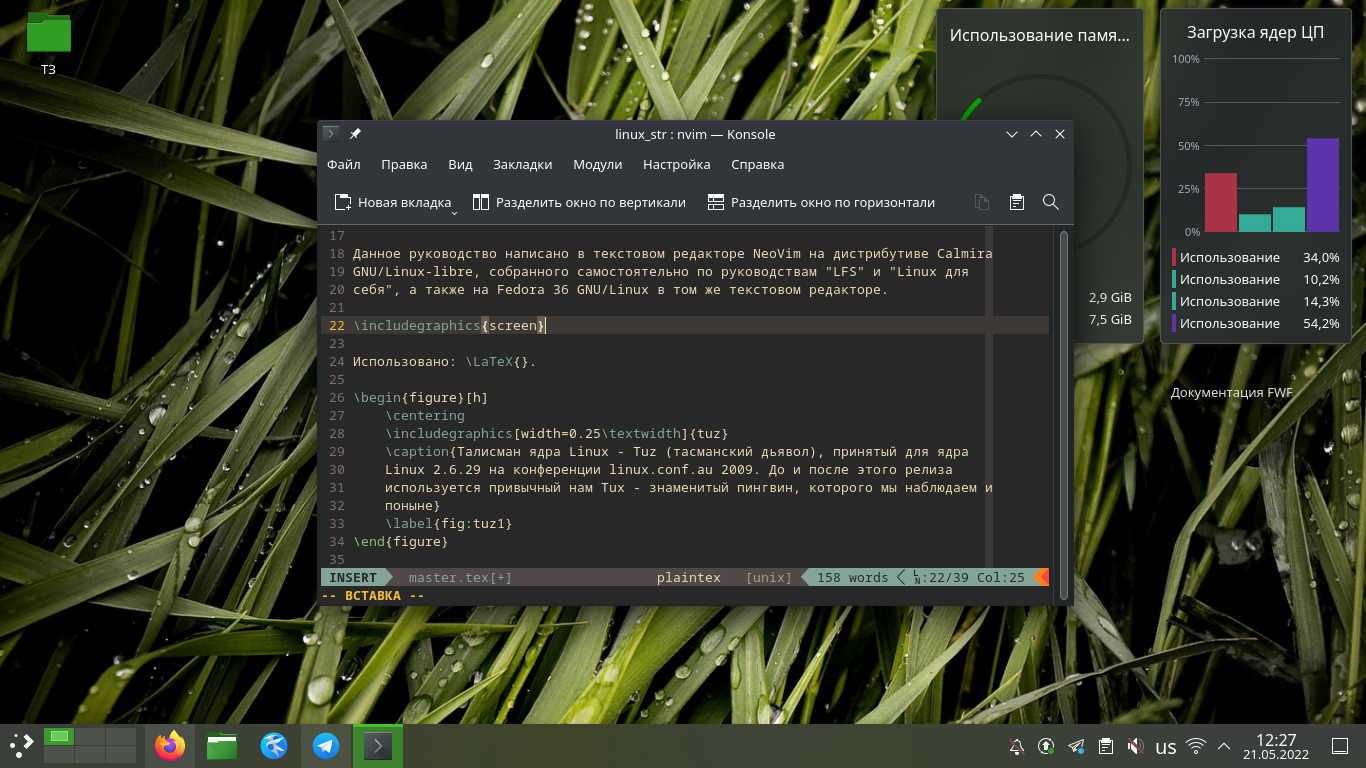 ТЗ
Использование памя...
2,9 GiB
7,5 GiB
Загрузка ядер ЦП
100%
75%
50%
25%
0%
Использование 34,0%
Использование 10,2%
Использование 14,3%
Использование 54,2%
Документация FWF
linux_str : nvim — Konsole
Файл Правка Вид Закладки Модули Настройка Справка
Новая вкладка Разделить окно по вертикали Разделить окно по горизонтали
17
18 Данное руководство написано в текстовом редакторе NeoVim на дистрибутиве Calmira
19 GNU/Linux-libre, собранного самостоятельно по руководствам "LFS" и "Linux для
20 себя", а также на Fedora 36 GNU/Linux в том же текстовом редакторе.
21
22 \includegraphics{screen}
23
24 Использовано: \LaTeX{}.
25
26 \begin{figure}[h]
27     \centering
28     \includegraphics[width=0.25\textwidth]{tuz}
29     \caption{Талисман ядра Linux - Tuz (тасманский дьявол), принятый для ядра
30     Linux 2.6.29 на конференции linux.conf.au 2009. До и после этого релиза
31     используется привычный нам Tux - знаменитый пингвин, которого мы наблюдаем и
32     поныне}
33     \label{fig:tuz1}
34 \end{figure}
35
INSERT master.tex[+] plaintex [unix] 158 words LN:22/39 Col:25
-- ВСТАВКА --
us 12:27
21.05.2022